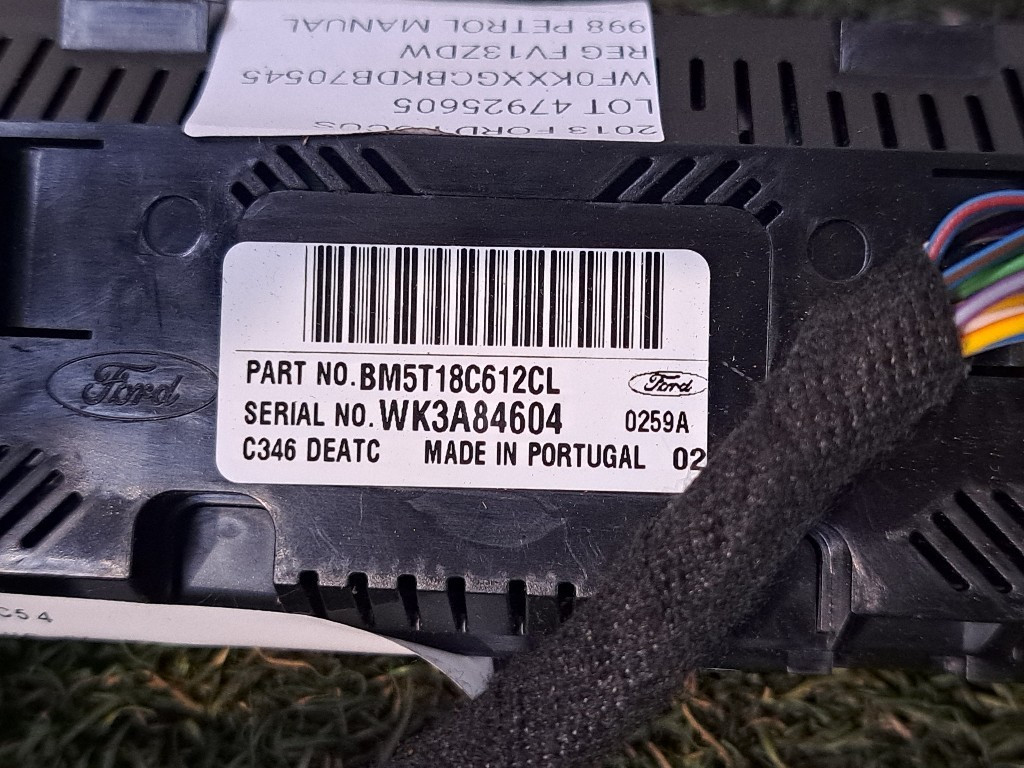 2013 FORD FOCUS
LOT 47925605
WF0KXXGCBKDB70545
REG FV13ZDW
998 PETROL MANUAL
PART NO. BM5T18C612CL
Ford
SERIAL NO. WK3A84604 0259A
C346 DEATC MADE IN PORTUGAL 02
Ford
C54